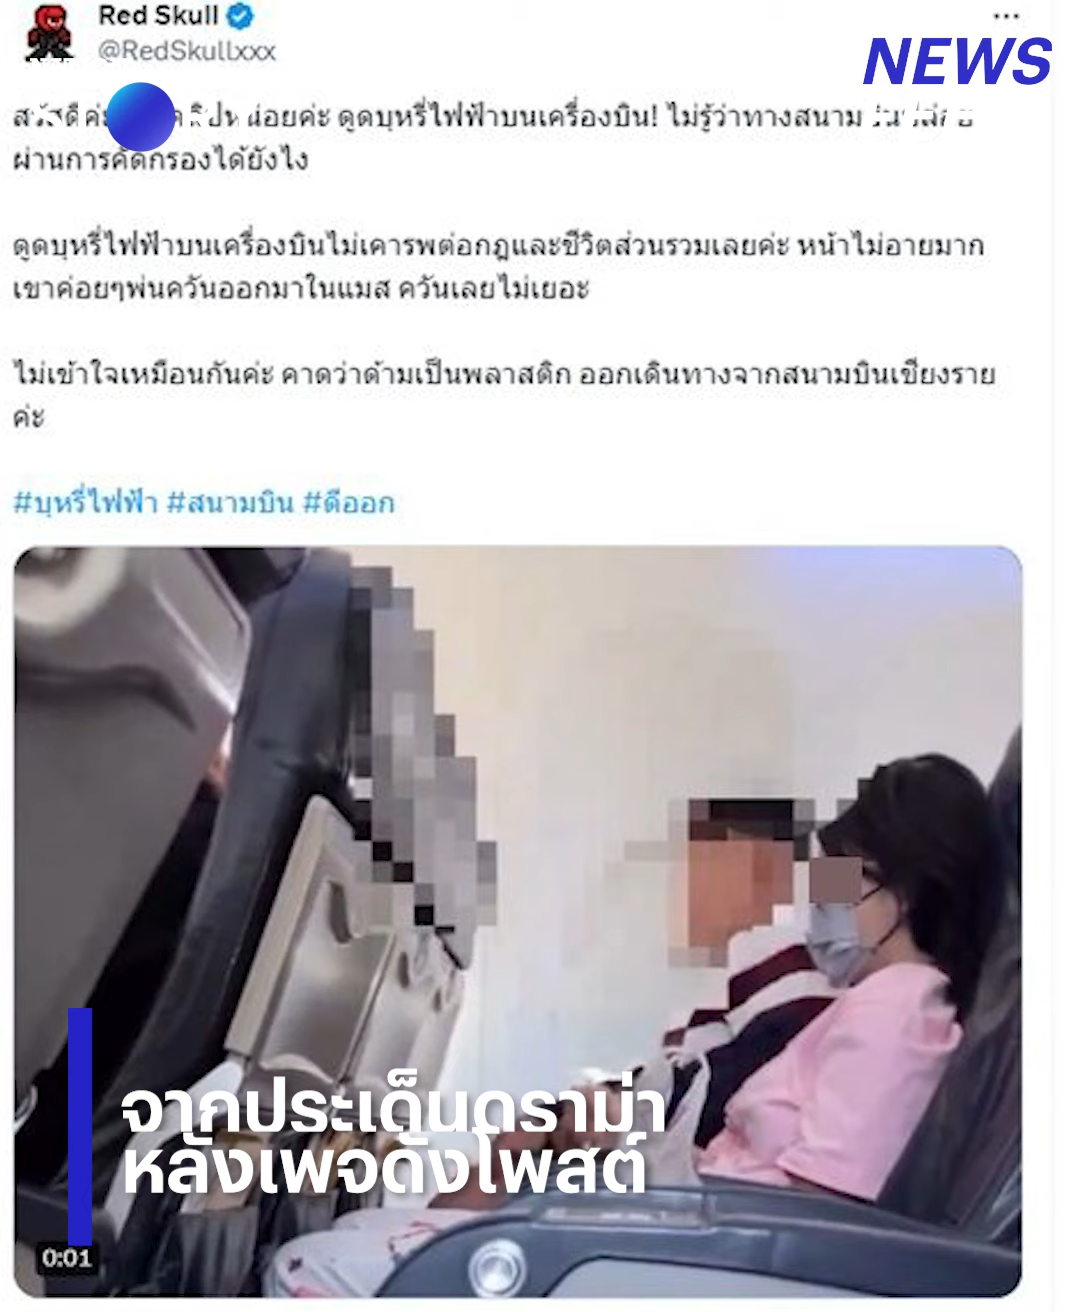 Red Skull
@RedSkullxxx
NEWS
ดูดบุหรี่ไฟฟ้าบนเครื่องบิน! ไม่รู้ว่าทางสนาม
ผ่านการคัดกรองได้ยังไง
ดูดบุหรี่ไฟฟ้าบนเครื่องบินไม่เคารพต่อกฎและชีวิตส่วนรวมเลยค่ะ หน้าไม่อายมาก
เขาค่อยๆพ่นควันออกมาในแมส ควันเลยไม่เยอะ
ไม่เข้าใจเหมือนกันค่ะ คาดว่าด้ามเป็นพลาสติก ออกเดินทางจากสนามบินเชียงราย
ค่ะ
#บุหรี่ไฟฟ้า #สนามบิน #ดีออก
จากประเด็นดราม่า
หลังเพจดังโพสต์
0:01